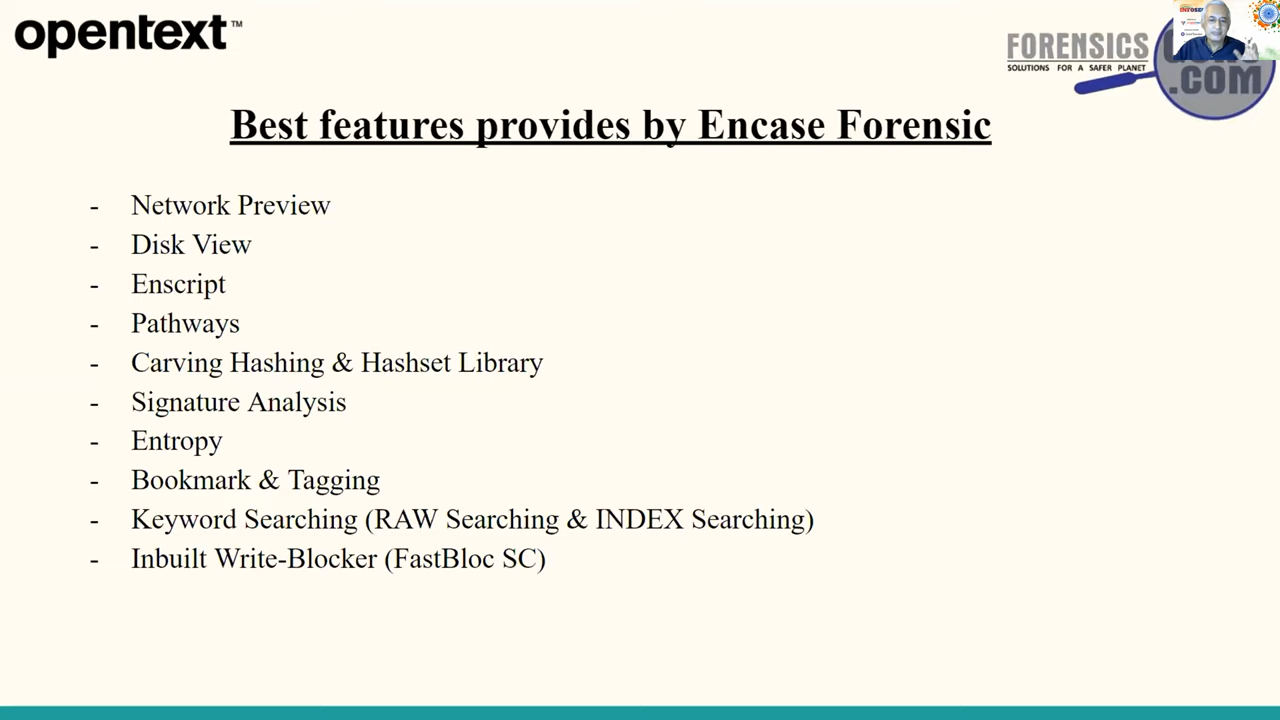 opentext™
FORENSICS
SOLUTIONS FOR A SAFER PLANET
.COM
Best features provides by Encase Forensic
- Network Preview
- Disk View
- Enscript
- Pathways
- Carving Hashing & Hashset Library
- Signature Analysis
- Entropy
- Bookmark & Tagging
- Keyword Searching (RAW Searching & INDEX Searching)
- Inbuilt Write-Blocker (FastBloc SC)